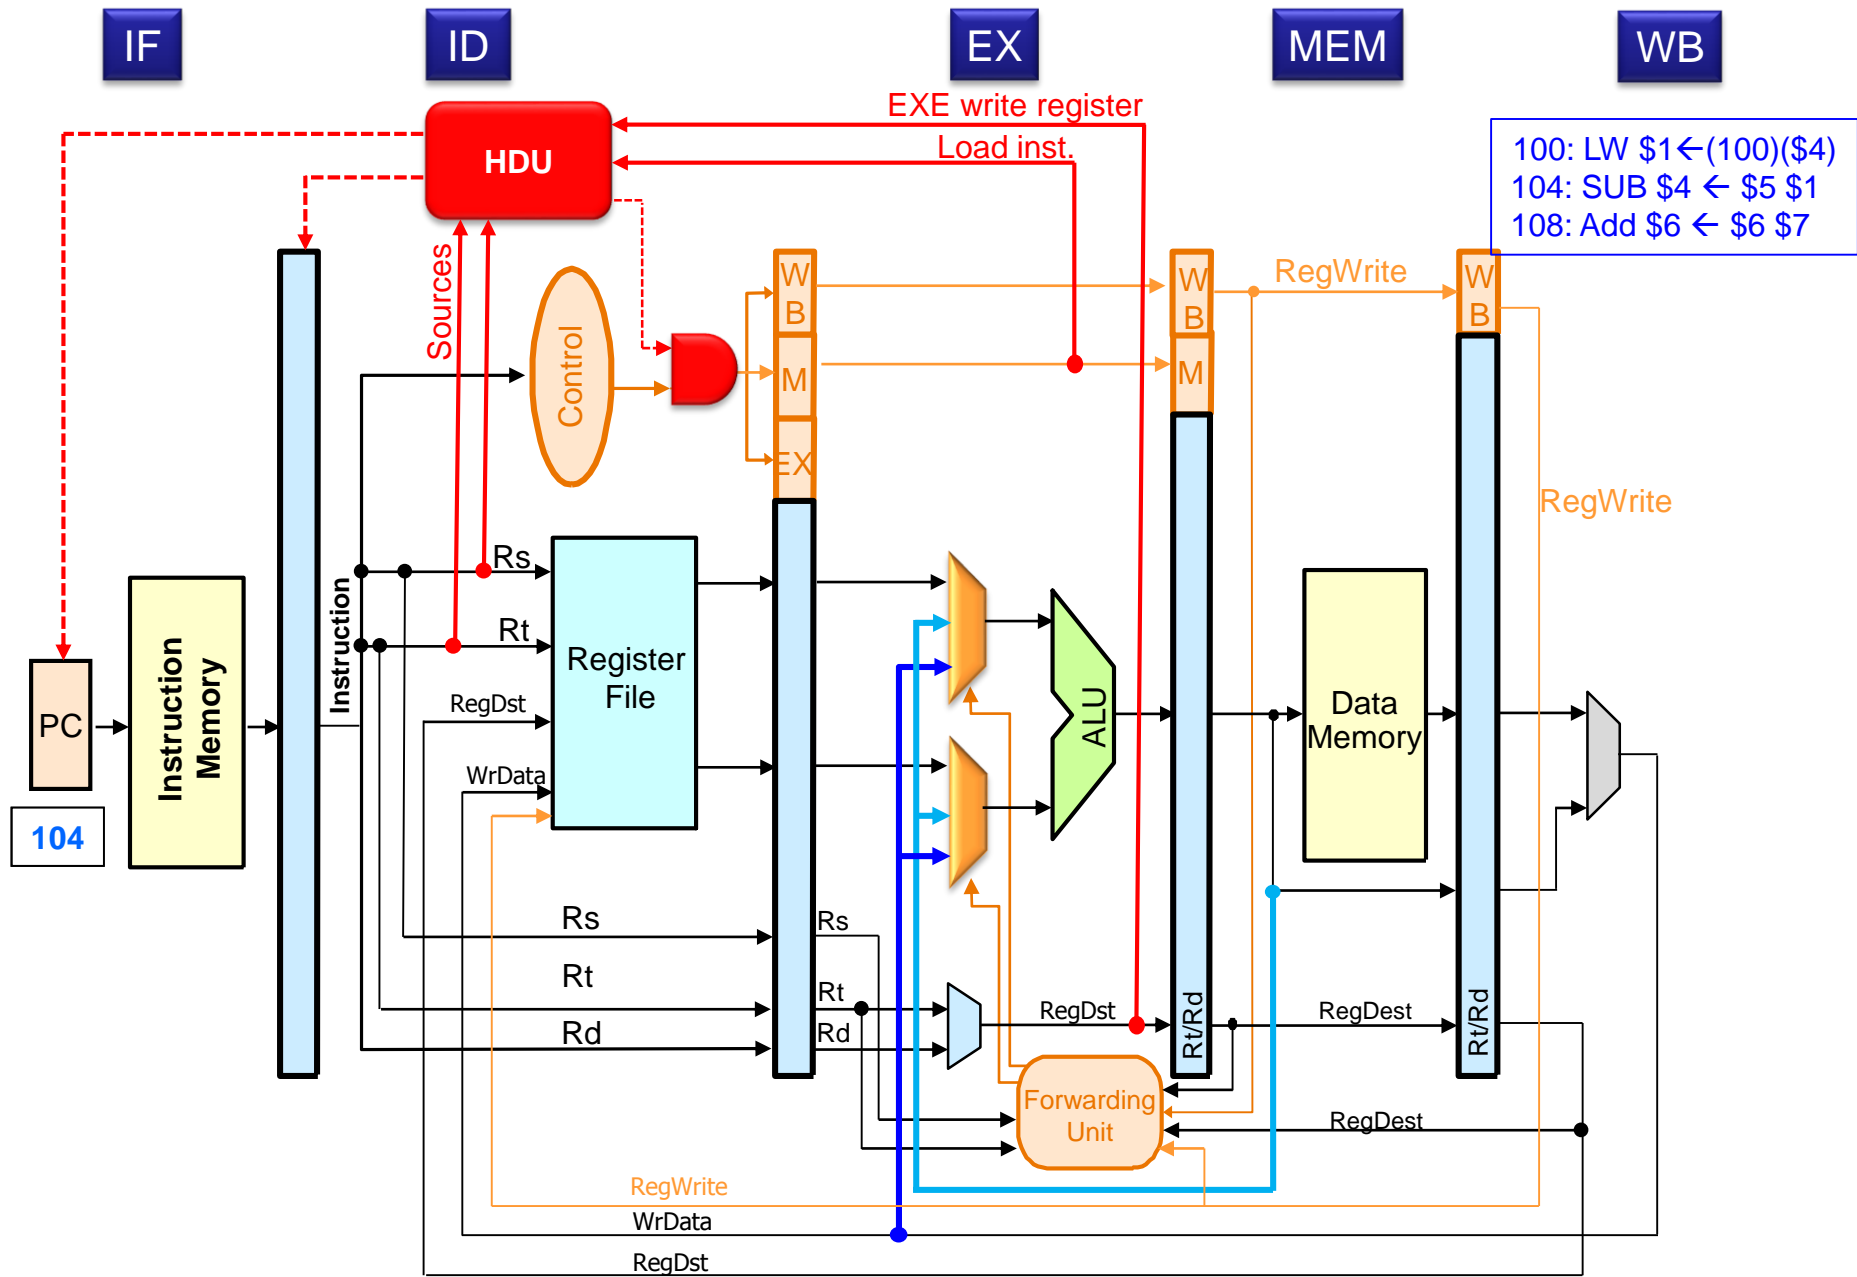 IF
ID
EX
MEM
WB
EXE write register
Load inst.
HDU
100: LW $1←(100)($4)
104: SUB $4 ← $5 $1
108: Add $6 ← $6 $7
Sources
Control
W
B
M
EX
W
B
M
RegWrite
W
B
RegWrite
Instruction
Rs
Rt
RegDst
WrData
Register
File
PC
104
Instruction
Memory
ALU
Data
Memory
Rs
Rt
Rd
Rs
Rt
Rd
RegDst
Rt/Rd
RegDest
Rt/Rd
Forwarding
Unit
RegDest
RegWrite
WrData
RegDst